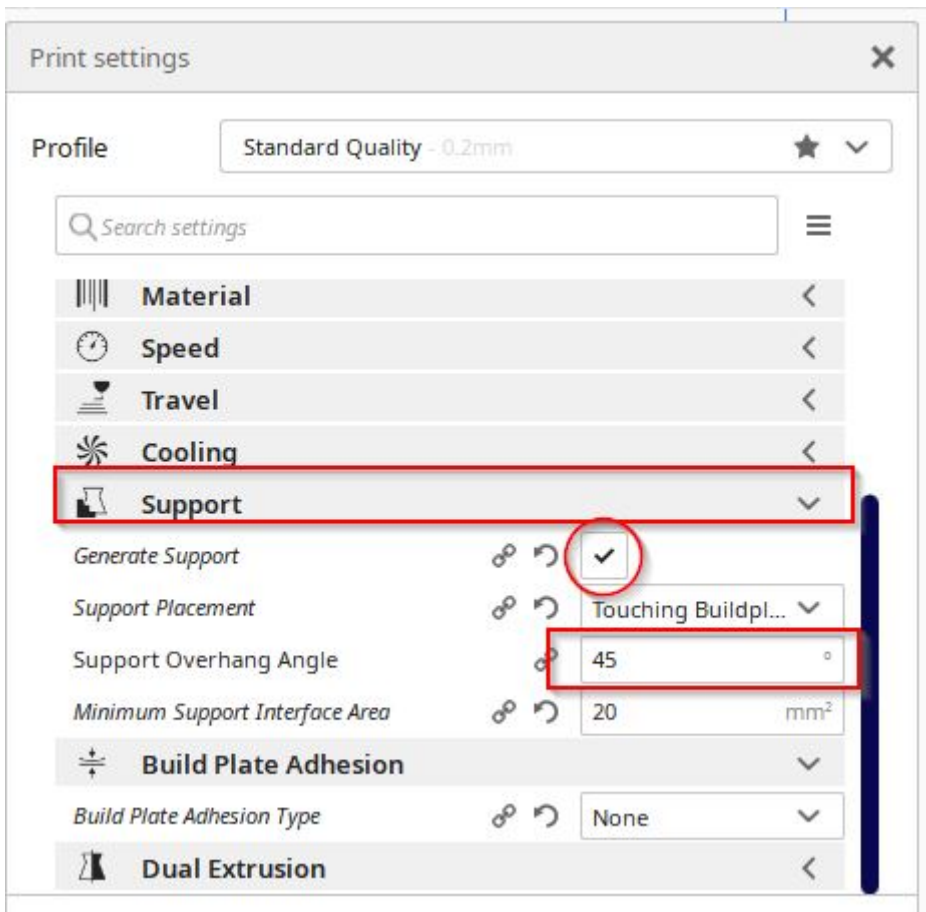 Print settings
Profile Standard Quality - 0.2mm
Search settings
Material
Speed
Travel
Cooling
Support
Generate Support
Support Placement Touching Buildpl...
Support Overhang Angle 45 °
Minimum Support Interface Area 20 mm²
Build Plate Adhesion
Build Plate Adhesion Type None
Dual Extrusion